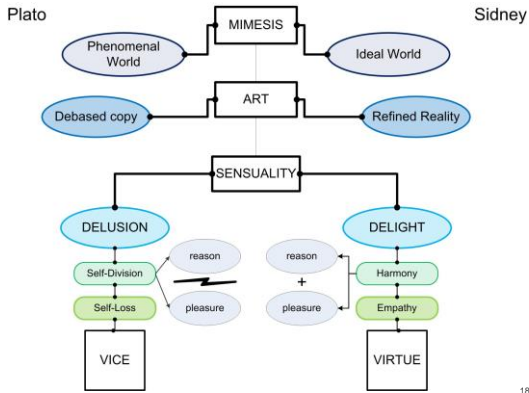 Plato
Sidney
MIMESIS
Phenomenal
World
Ideal World
ART
Debased copy
Refined Reality
SENSUALITY
DELUSION
DELIGHT
reason
reason
Self-Division
+
Harmony
Self-Loss
pleasure
pleasure
Empathy
VICE
VIRTUE
18